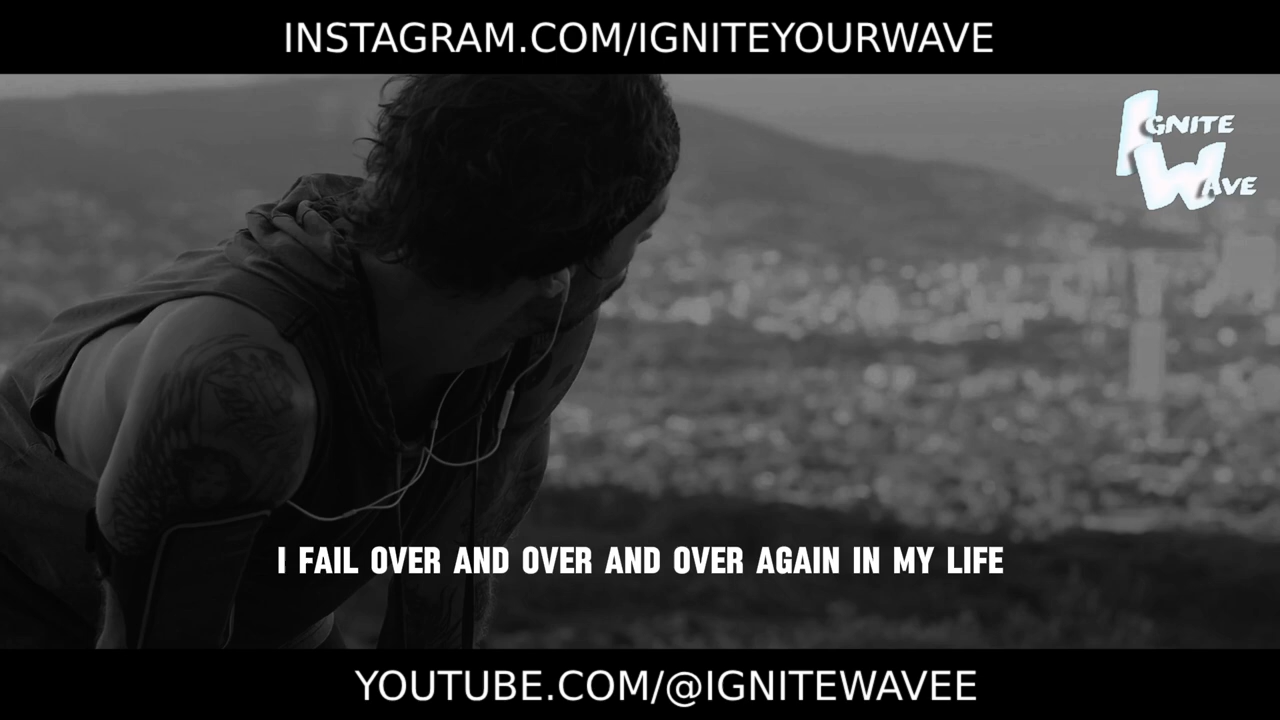 INSTAGRAM.COM/IGNITEYOURWAVE
IGNITE
WAVE
I FAIL OVER AND OVER AND OVER AGAIN IN MY LIFE
YOUTUBE.COM/@IGNITEWAVEE